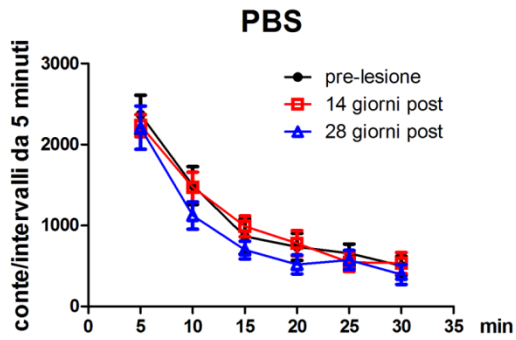 PBS
conte/intervalli da 5 minuti
3000
2000
1000
0
pre-lesione
14 giorni post
28 giorni post
0 5 10 15 20 25 30 35 min